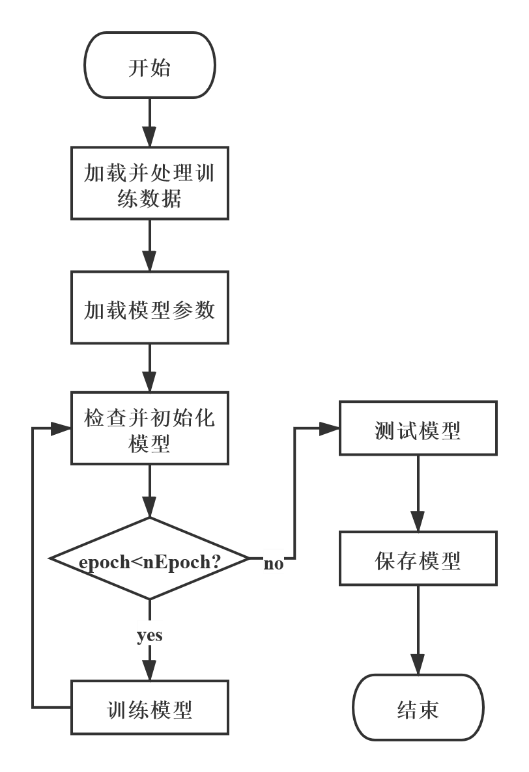 开始
加载并处理训
练数据
加载模型参数
检查并初始化
模型
epoch<nEpoch?
no
yes
训练模型
测试模型
保存模型
结束